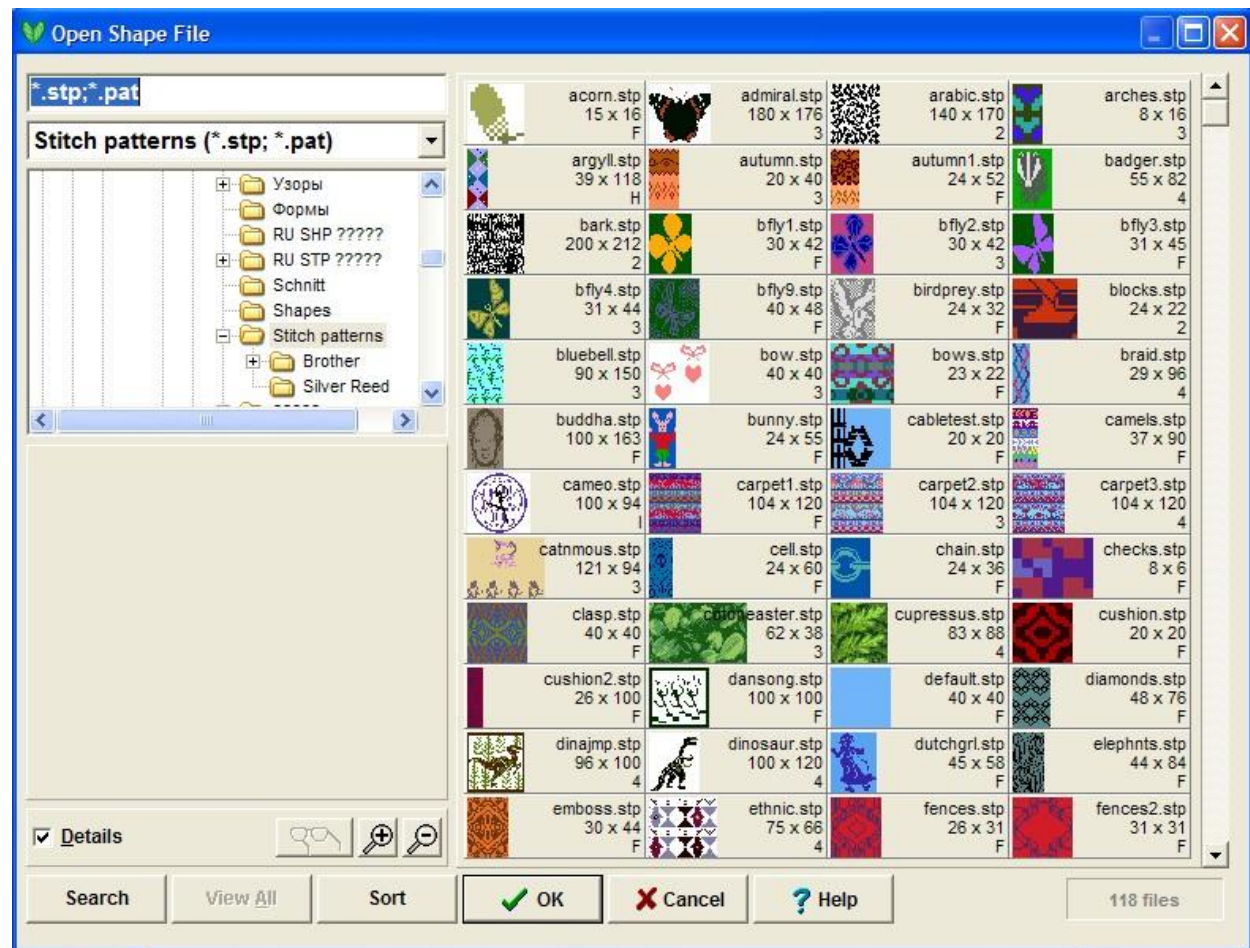 Open Shape File
*.stp;*.pat
Stitch patterns (*.stp; *.pat)
Узоры
Формы
RU SHP ?????
RU STP ?????
Schnitt
Shapes
Stitch patterns
Brother
Silver Reed
acorn.stp
15 x 16
F
admiral.stp
180 x 176
3
arabic.stp
140 x 170
2
arches.stp
8 x 16
3
argyll.stp
39 x 118
H
autumn.stp
20 x 40
3
autumn1.stp
24 x 52
F
badger.stp
55 x 82
4
bark.stp
200 x 212
2
bfly1.stp
30 x 42
F
bfly2.stp
30 x 42
3
bfly3.stp
31 x 45
F
bfly4.stp
31 x 44
3
bfly9.stp
40 x 48
F
birdprey.stp
24 x 32
F
blocks.stp
24 x 22
2
bluebell.stp
90 x 150
3
bow.stp
40 x 40
3
bows.stp
23 x 22
F
braid.stp
29 x 96
4
buddha.stp
100 x 163
F
bunny.stp
24 x 55
F
cabletest.stp
20 x 20
F
camels.stp
37 x 90
F
cameo.stp
100 x 94
I
carpet1.stp
104 x 120
F
carpet2.stp
104 x 120
3
carpet3.stp
104 x 120
4
catnmous.stp
121 x 94
3
cell.stp
24 x 60
F
chain.stp
24 x 36
F
checks.stp
8 x 6
F
clasp.stp
40 x 40
F
cotoneaster.stp
62 x 38
3
cupressus.stp
83 x 88
4
cushion.stp
20 x 20
F
cushion2.stp
26 x 100
F
dansong.stp
100 x 100
F
default.stp
40 x 40
F
diamonds.stp
48 x 76
F
dinajmp.stp
96 x 100
4
dinosaur.stp
100 x 120
4
dutchgrl.stp
45 x 58
F
elephnts.stp
44 x 84
F
emboss.stp
30 x 44
F
ethnic.stp
75 x 66
4
fences.stp
26 x 31
F
fences2.stp
31 x 31
F
Details
Search
View All
Sort
OK
Cancel
Help
118 files